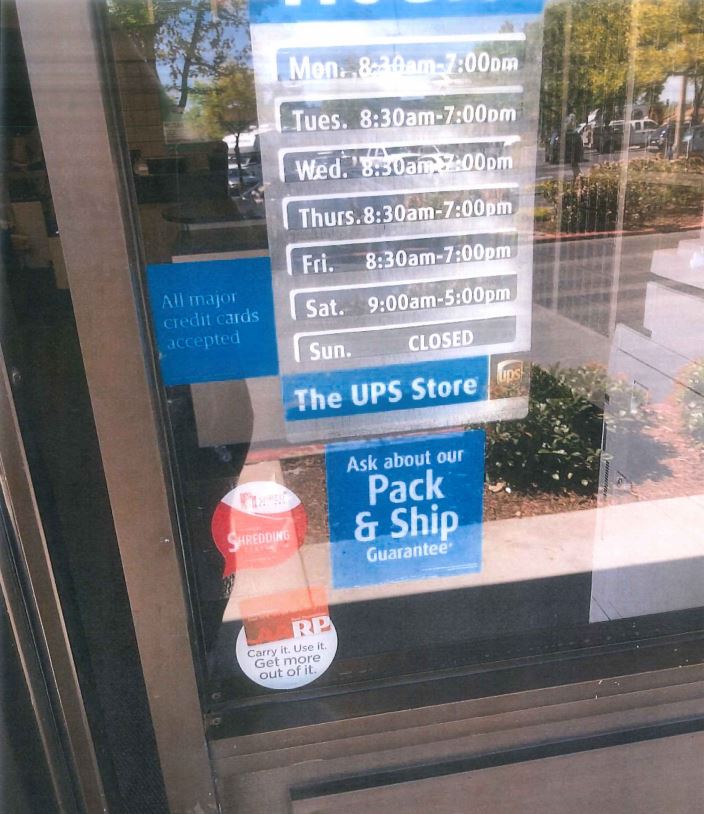 Mon. 8:30am-7:00pm
Tues. 8:30am-7:00pm
Wed. 8:30am-7:00pm
Thurs. 8:30am-7:00pm
Fri. 8:30am-7:00pm
Sat. 9:00am-5:00pm
Sun. CLOSED
The UPS Store
ups
All major
credit cards
accepted
Ask about our
Pack
& Ship
Guarantee*
SHREDDING
RP
Carry it. Use it.
Get more
out of it.